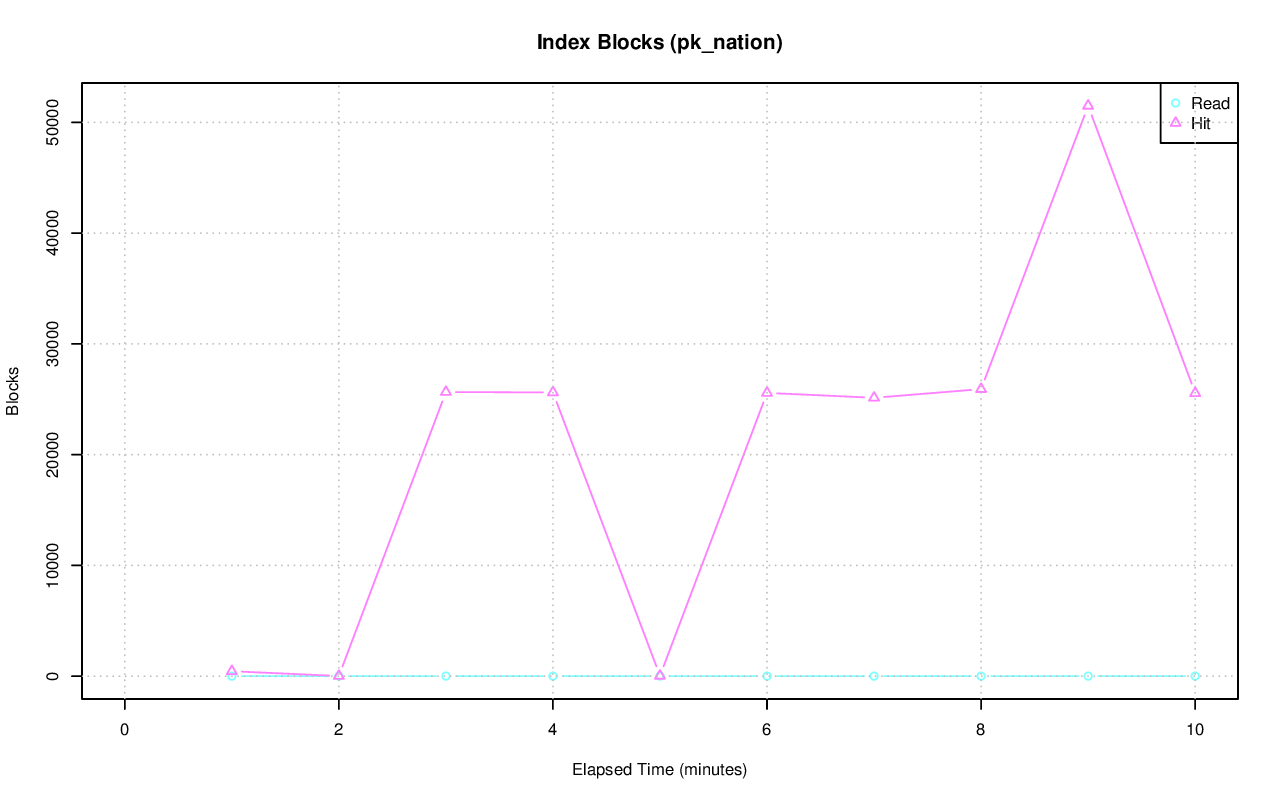 Index Blocks (pk_nation)
Read
Hit
Blocks
50000
40000
30000
20000
10000
0
0 2 4 6 8 10
Elapsed Time (minutes)